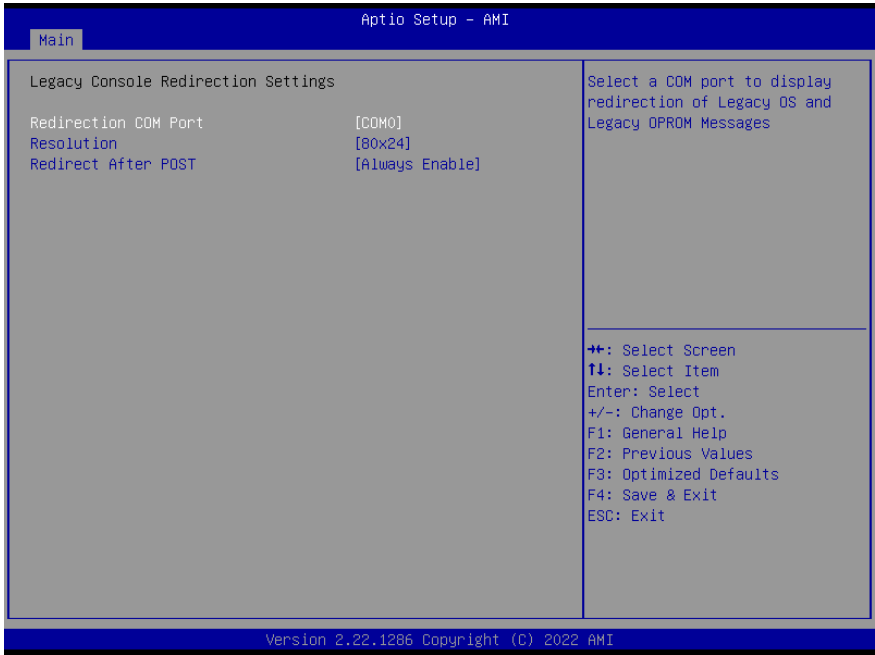 Aptio Setup – AMI
Main
Legacy Console Redirection Settings
Redirection COM Port [COM0]
Resolution [80x24]
Redirect After POST [Always Enable]
Select a COM port to display
redirection of Legacy OS and
Legacy OPROM Messages
→←: Select Screen
↑↓: Select Item
Enter: Select
+/-: Change Opt.
F1: General Help
F2: Previous Values
F3: Optimized Defaults
F4: Save & Exit
ESC: Exit
Version 2.22.1286 Copyright (C) 2022 AMI